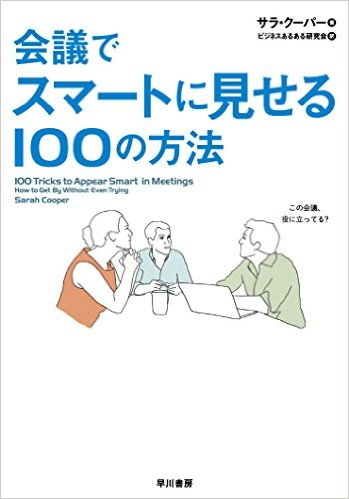 サラ・クーパー 著
ビジネスあるある研究会 訳
会議で
スマートに見せる
100の方法
100 Tricks to Appear Smart in Meetings
How to Get By Without Even Trying
Sarah Cooper
この会議、
役に立ってる?
早川書房